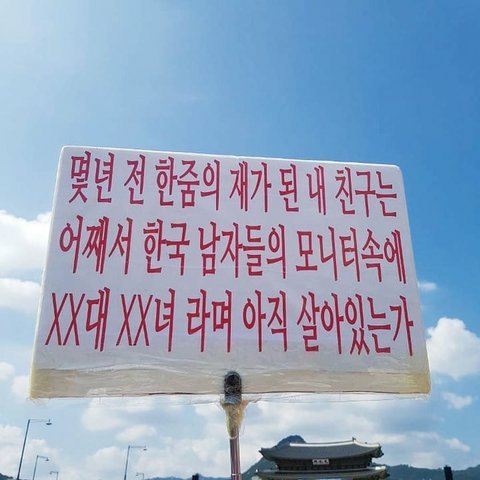 몇년 전 한줌의 재가 된 내 친구는
어째서 한국 남자들의 모니터속에
XX대 XX녀 라며 아직 살아있는가